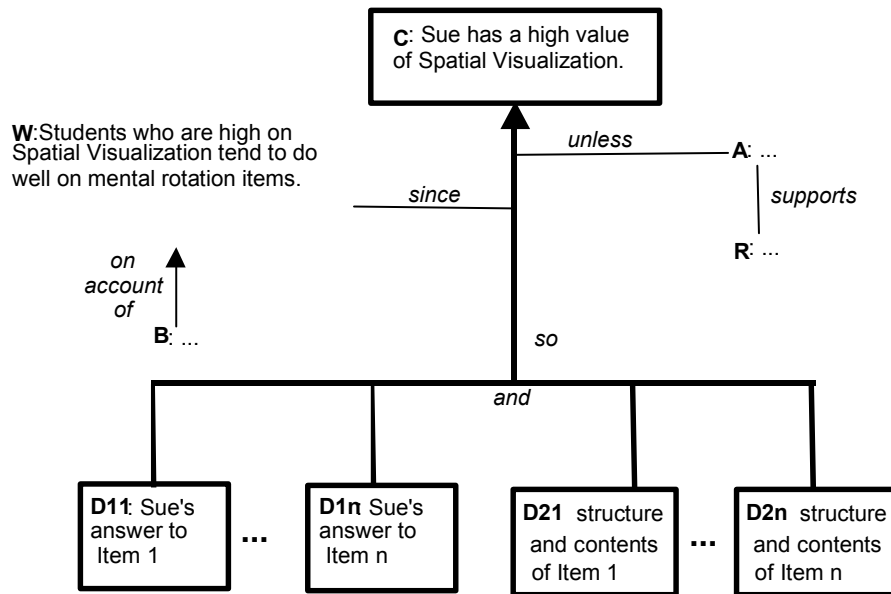 C: Sue has a high value
of Spatial Visualization.
W:Students who are high on
Spatial Visualization tend to do
well on mental rotation items.
unless
A: ...
since
supports
R: ...
on
account
of
B: ...
so
and
D11: Sue's
answer to
Item 1
...
D1n: Sue's
answer to
Item n
D21 structure
and contents
of Item 1
...
D2n structure
and contents
of Item n